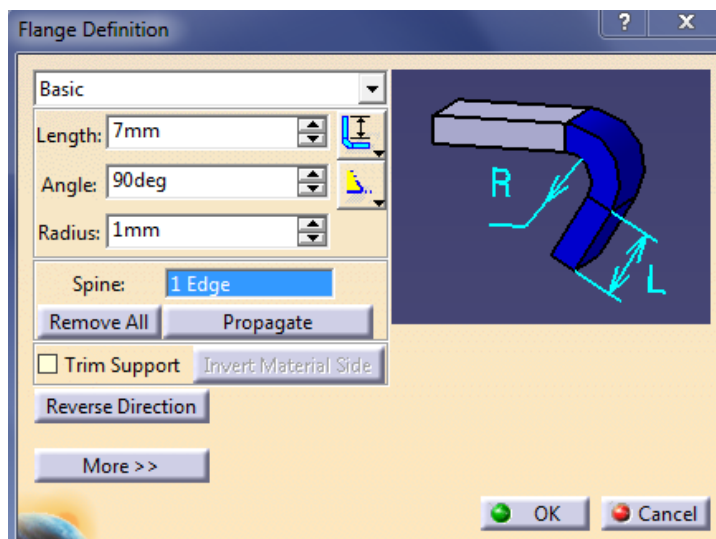 Flange Definition
? X
Basic
Length: 7mm
Angle: 90deg
Radius: 1mm
R
L
Spine: 1 Edge
Remove All Propagate
Trim Support Invert Material Side
Reverse Direction
More >>
OK Cancel